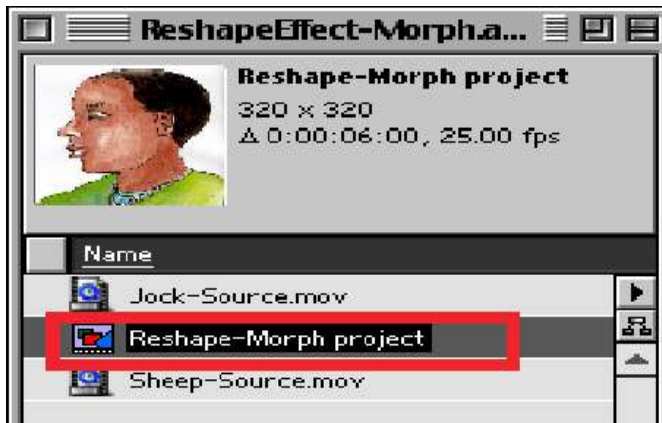 ReshapeEffect-Morph.a...
Reshape-Morph project
320 x 320
Δ 0:00:06:00, 25.00 fps
Name
Jock-Source.mov
Reshape-Morph project
Sheep-Source.mov